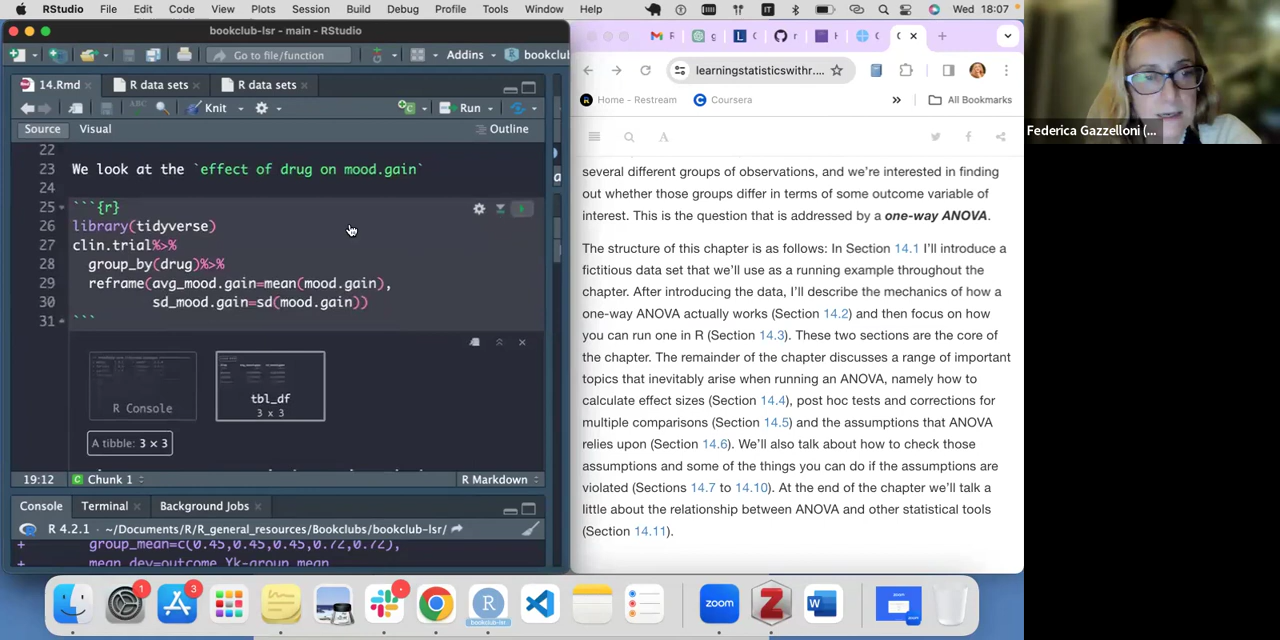 RStudio File Edit Code View Plots Session Build Debug Profile Tools Window Help Wed 18:07
bookclub-lsr - main - RStudio
Go to file/function Addins bookclu
14.Rmd R data sets R data sets
Knit Run
Source Visual Outline
22
23 We look at the `effect of drug on mood.gain`
24
25 ```{r}
26 library(tidyverse)
27 clin.trial%>%
28 group_by(drug)%>%
29 reframe(avg_mood.gain=mean(mood.gain),
30 sd_mood.gain=sd(mood.gain))
31 ```
R Console
tbl_df
3 x 3
A tibble: 3 × 3
19:12 Chunk 1 R Markdown
Console Terminal Background Jobs
R 4.2.1 · ~/Documents/R/R_general_resources/Bookclubs/bookclub-lsr/
+ group_mean=c(0.45,0.45,0.45,0.72,0.72),
+ mean_dev=outcome_Yk-group_mean
learningstatisticswithr....
Home - Restream Coursera » All Bookmarks
several different groups of observations, and we're interested in finding
out whether those groups differ in terms of some outcome variable of
interest. This is the question that is addressed by a one-way ANOVA.
The structure of this chapter is as follows: In Section 14.1 I'll introduce a
fictitious data set that we'll use as a running example throughout the
chapter. After introducing the data, I'll describe the mechanics of how a
one-way ANOVA actually works (Section 14.2) and then focus on how
you can run one in R (Section 14.3). These two sections are the core of
the chapter. The remainder of the chapter discusses a range of important
topics that inevitably arise when running an ANOVA, namely how to
calculate effect sizes (Section 14.4), post hoc tests and corrections for
multiple comparisons (Section 14.5) and the assumptions that ANOVA
relies upon (Section 14.6). We'll also talk about how to check those
assumptions and some of the things you can do if the assumptions are
violated (Sections 14.7 to 14.10). At the end of the chapter we'll talk a
little about the relationship between ANOVA and other statistical tools
(Section 14.11).
Federica Gazzelloni (...
1 3
R
bookclub-lsr
zoom
Z
W